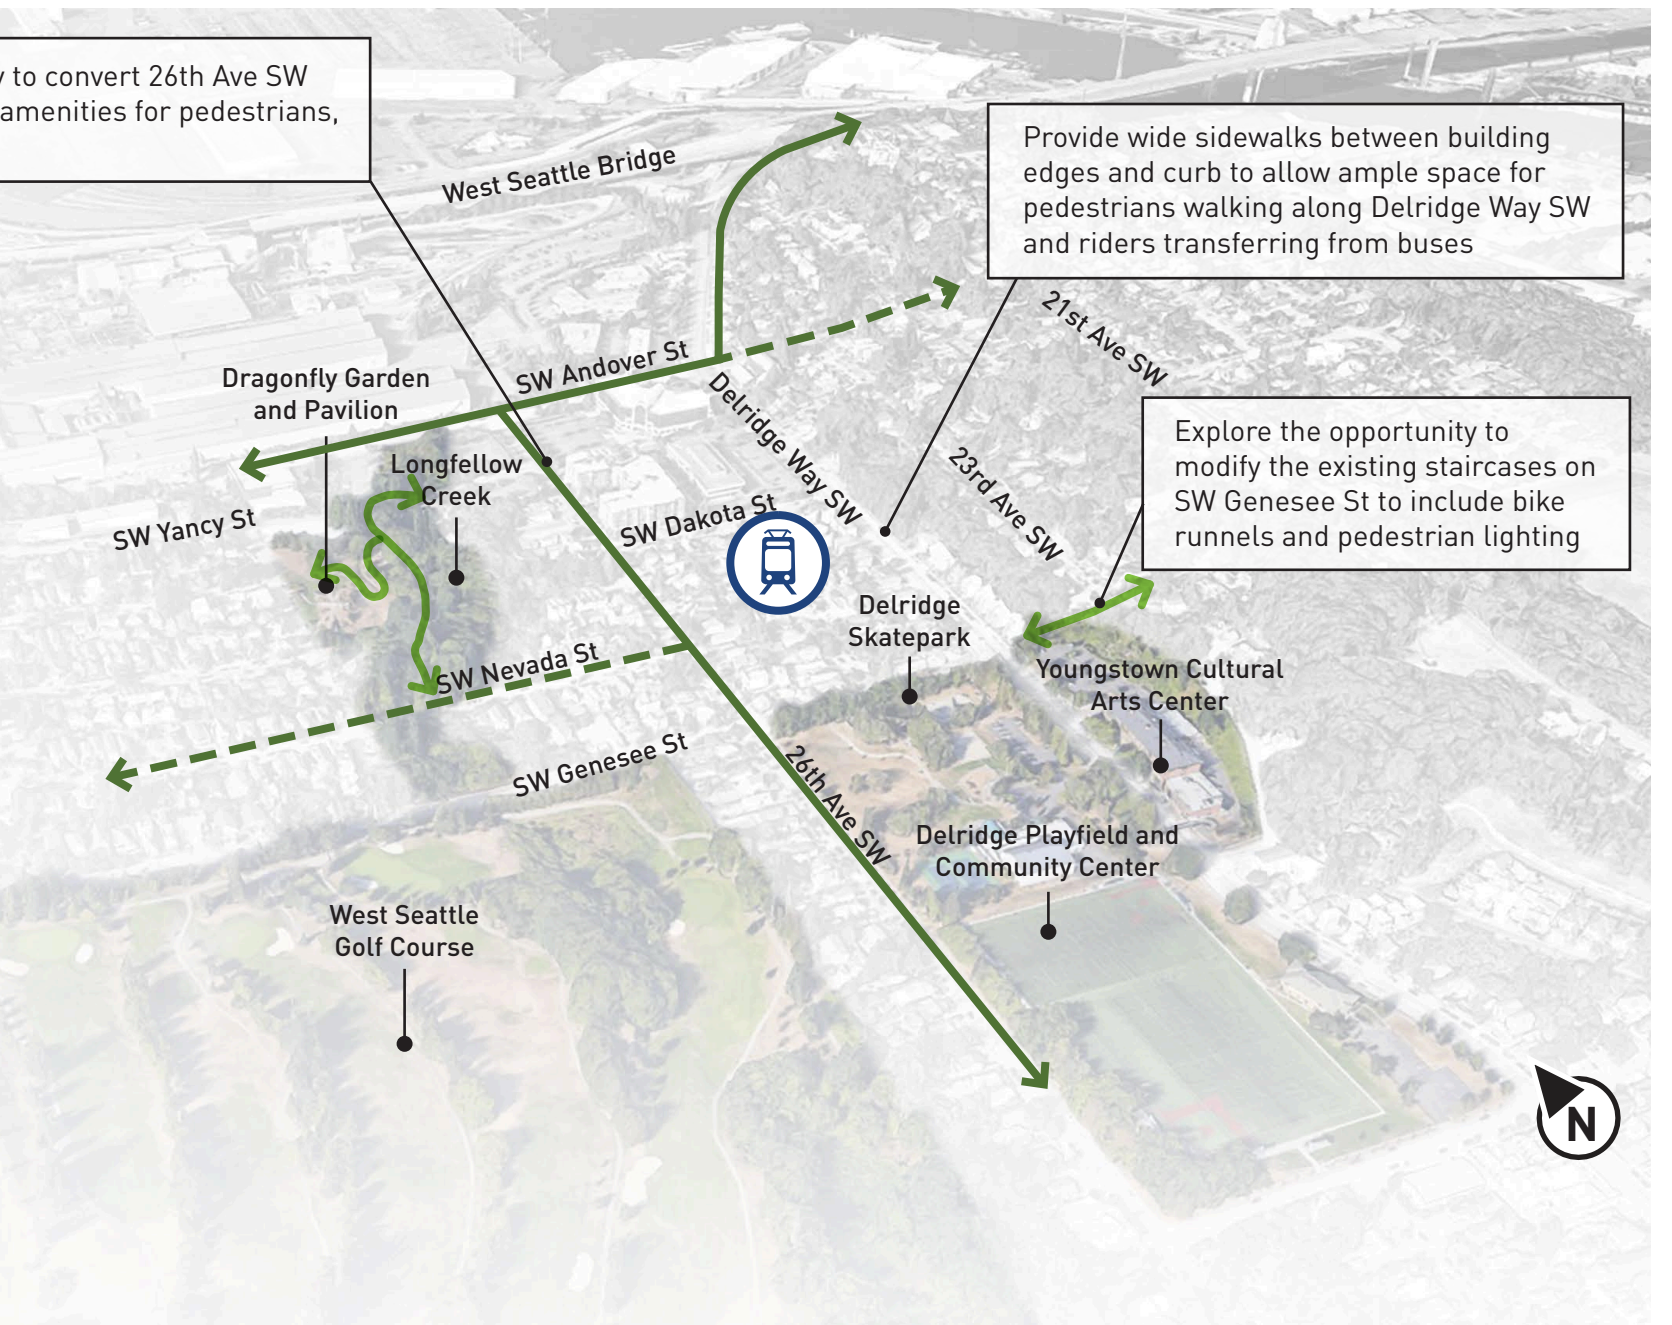 to convert 26th Ave SW
amenities for pedestrians,
Provide wide sidewalks between building
edges and curb to allow ample space for
pedestrians walking along Delridge Way SW
and riders transferring from buses
West Seattle Bridge
21st Ave SW
SW Andover St
Dragonfly Garden
and Pavilion
Delridge Way SW
Explore the opportunity to
modify the existing staircases on
SW Genesee St to include bike
runnels and pedestrian lighting
Longfellow
Creek
23rd Ave SW
SW Yancy St
SW Dakota St
Delridge
Skatepark
SW Nevada St
Youngstown Cultural
Arts Center
SW Genesee St
26th Ave SW
Delridge Playfield and
Community Center
West Seattle
Golf Course
N